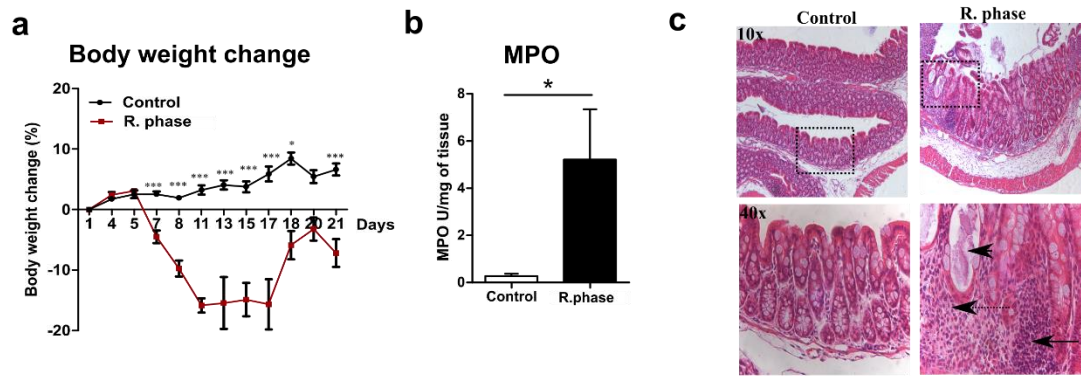 a
Body weight change
Body weight change (%)
20
10
0
-10
-20
Control
R. phase
*** *** *** *** *** *** * ***
1 4 5 7 8 11 13 15 17 18 20 21 Days
b
MPO
MPO U/mg of tissue
8
6
4
2
0
*
Control R.phase
c
Control R. phase
10x
40x